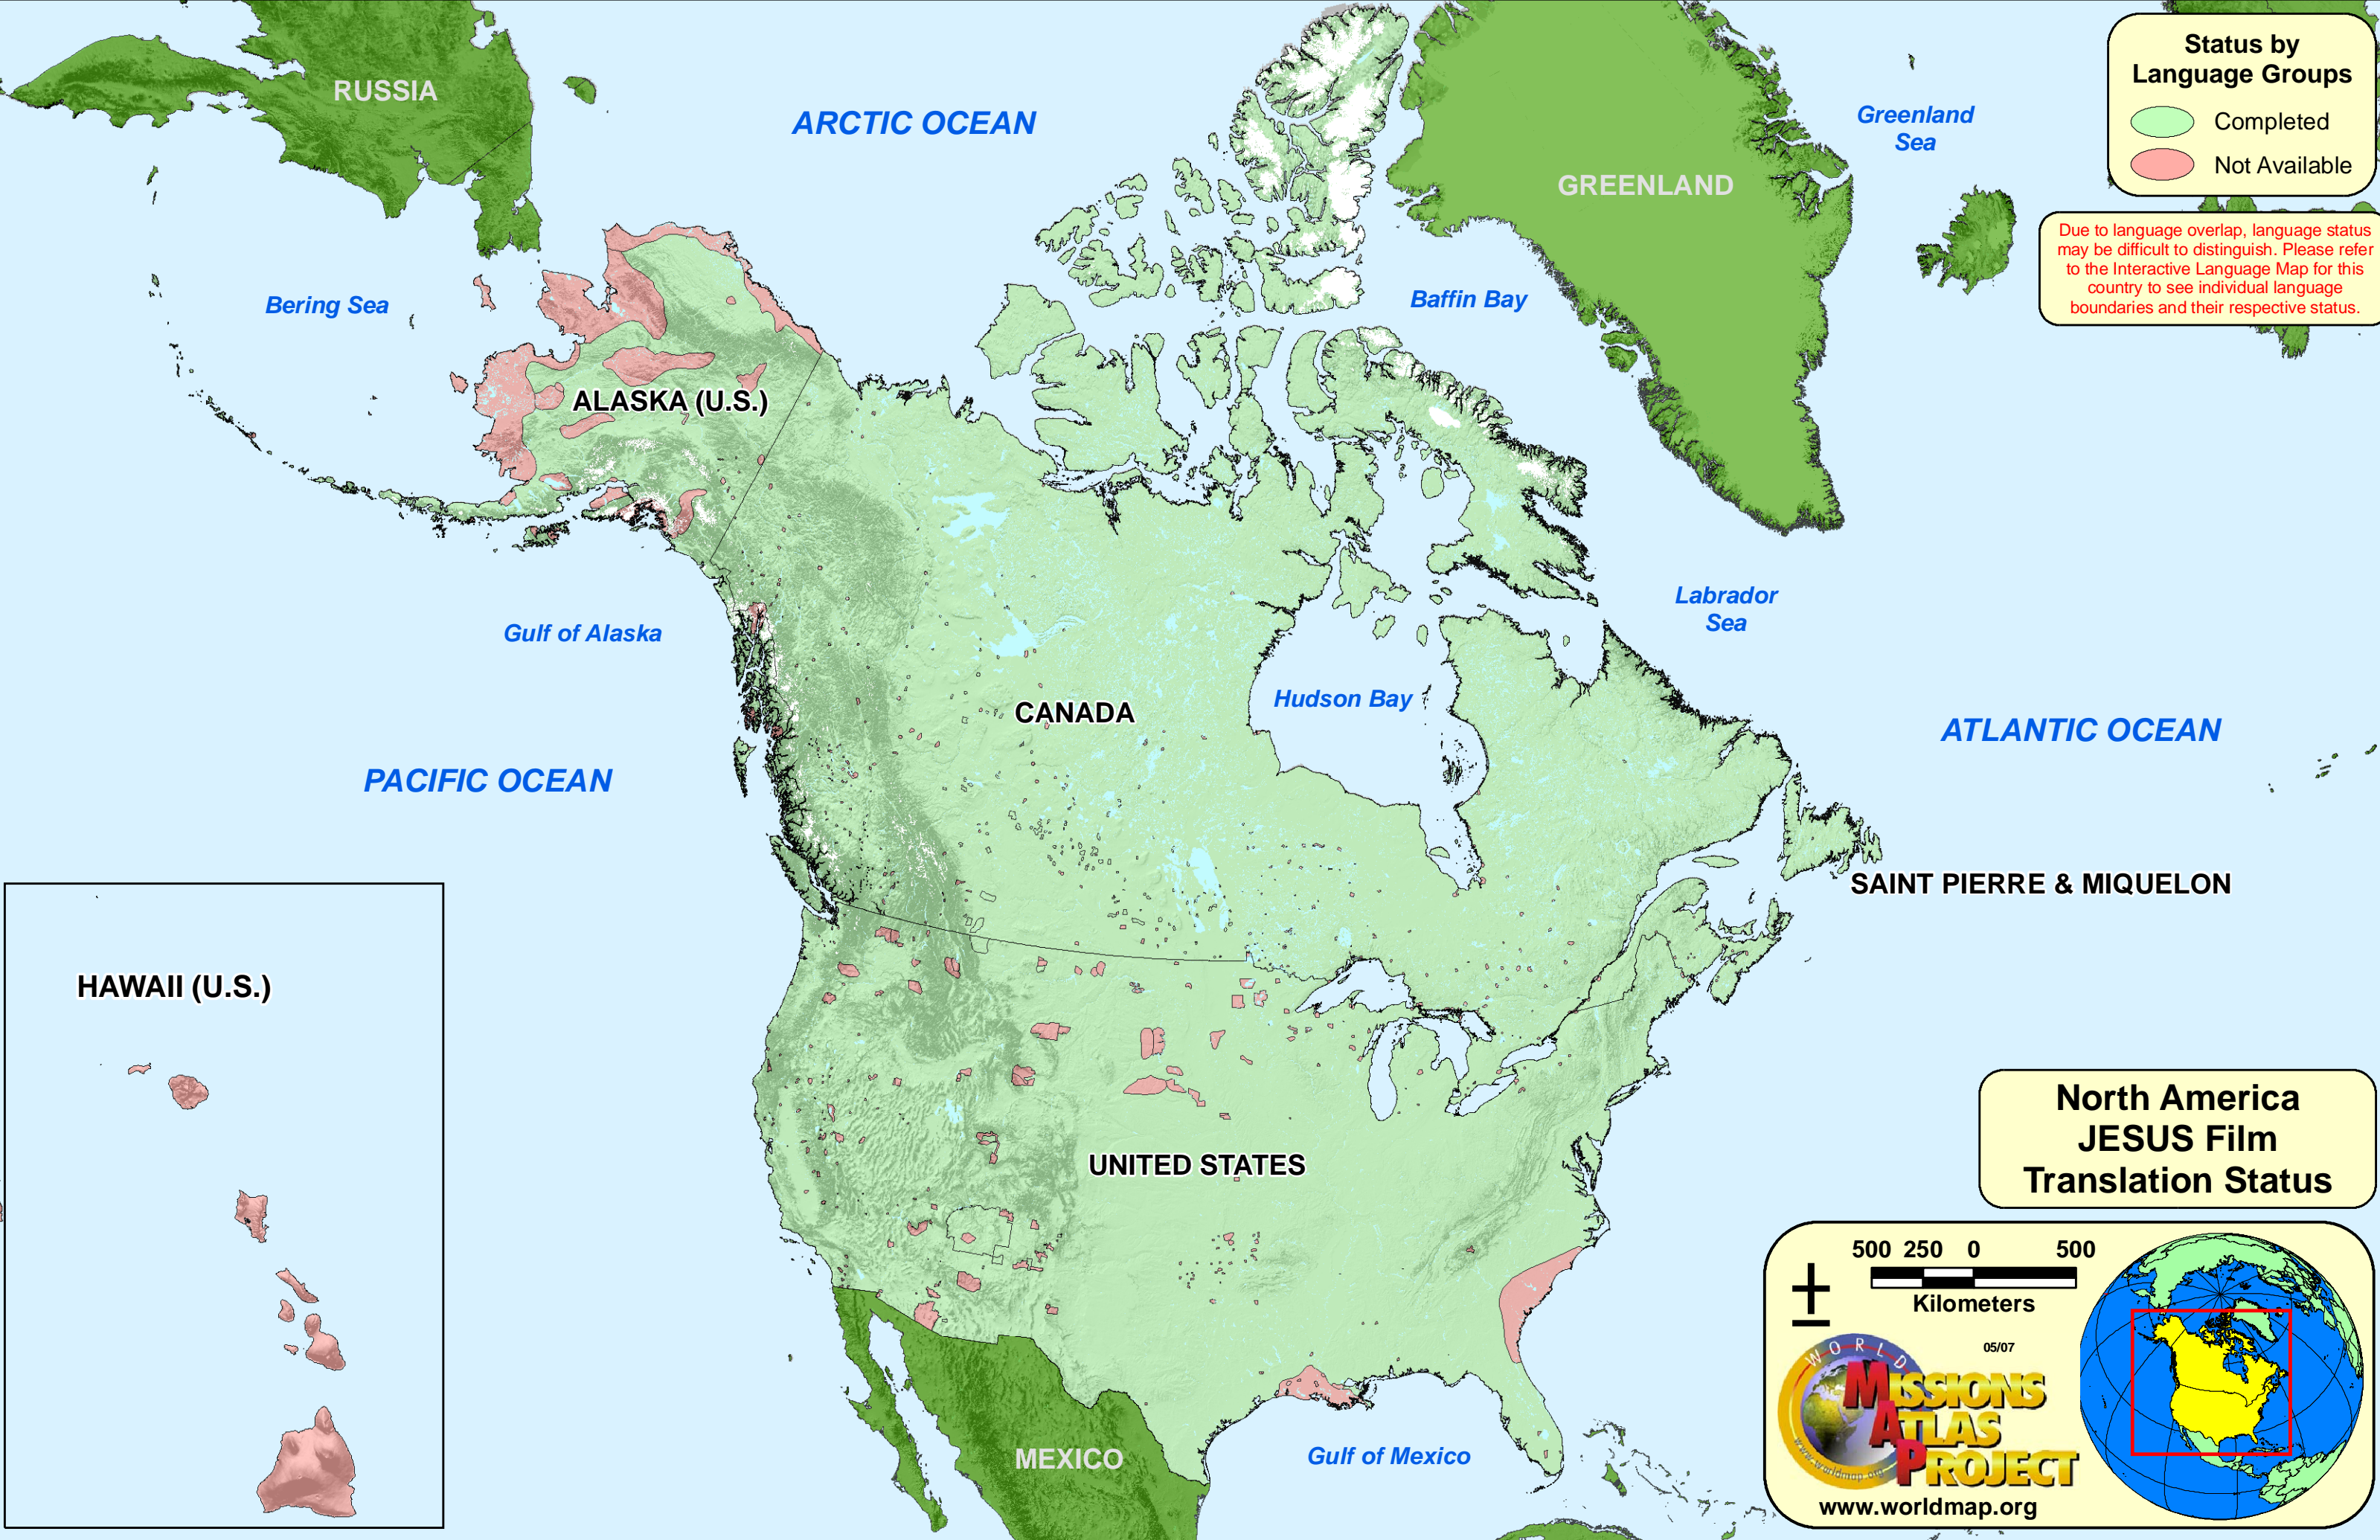 RUSSIA
ARCTIC OCEAN
Greenland
Sea
GREENLAND
Status by
Language Groups
Completed
Not Available
Due to language overlap, language status
may be difficult to distinguish. Please refer
to the Interactive Language Map for this
country to see individual language
boundaries and their respective status.
Bering Sea
Baffin Bay
ALASKA (U.S.)
Gulf of Alaska
Labrador
Sea
CANADA
Hudson Bay
ATLANTIC OCEAN
PACIFIC OCEAN
SAINT PIERRE & MIQUELON
HAWAII (U.S.)
UNITED STATES
MEXICO
Gulf of Mexico
North America
JESUS Film
Translation Status
500 250 0 500
Kilometers
05/07
WORLD
MISSIONS
ATLAS
PROJECT
www.worldmap.org
www.worldmap.org